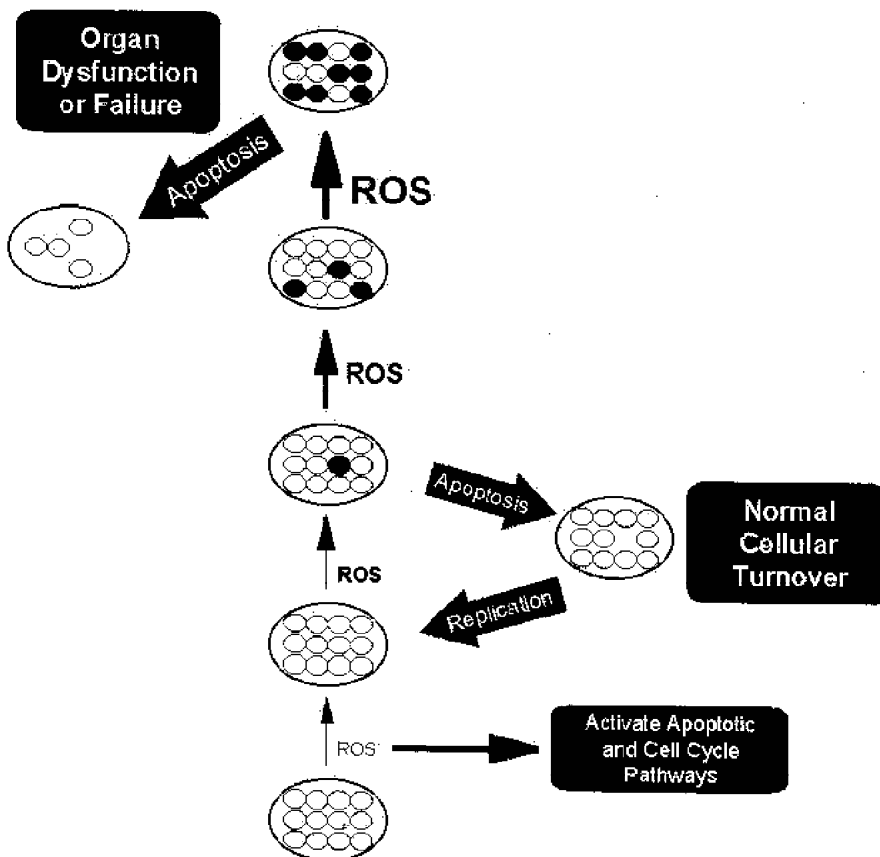 Organ
Dysfunction
or Failure
Apoptosis
ROS
ROS
Apoptosis
Normal
Cellular
Turnover
ROS
Replication
ROS
Activate Apoptotic
and Cell Cycle
Pathways